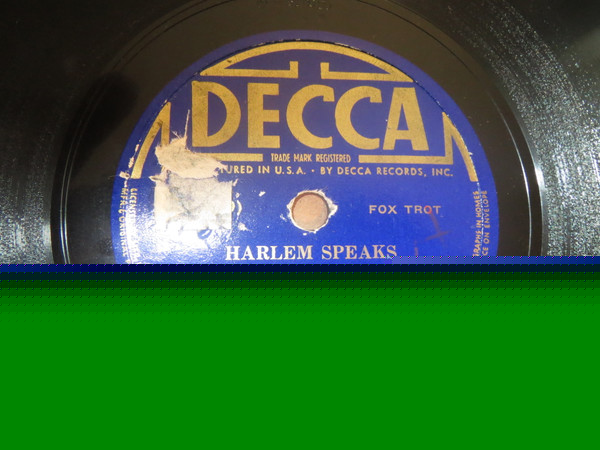 DECCA
TRADE MARK REGISTERED
URED IN U.S.A. • BY DECCA RECORDS, INC.
FOX TROT
HARLEM SPEAKS